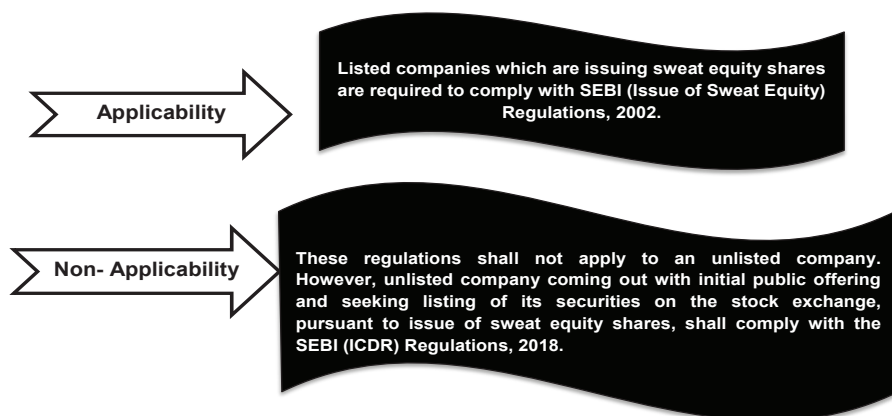 Applicability
Listed companies which are issuing sweat equity shares
are required to comply with SEBI (Issue of Sweat Equity)
Regulations, 2002.
Non- Applicability
These regulations shall not apply to an unlisted company.
However, unlisted company coming out with initial public offering
and seeking listing of its securities on the stock exchange,
pursuant to issue of sweat equity shares, shall comply with the
SEBI (ICDR) Regulations, 2018.